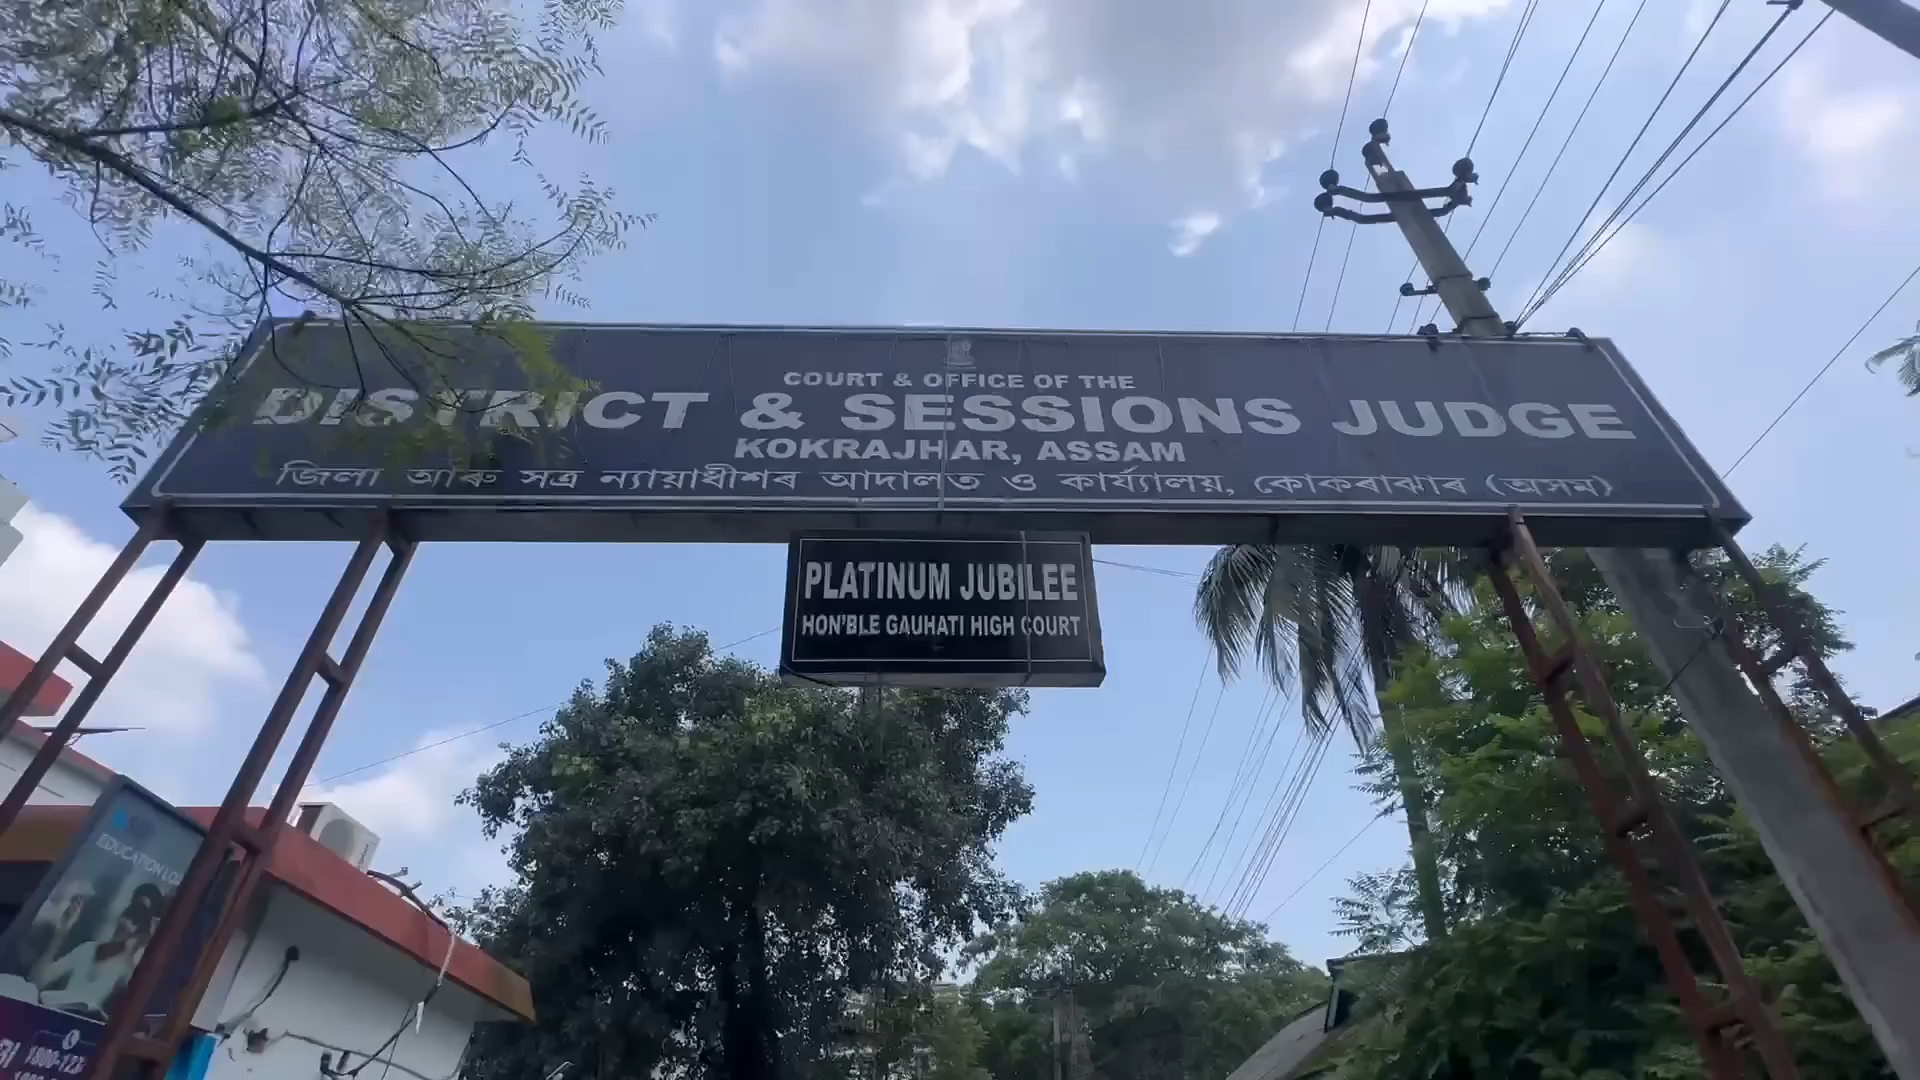 COURT & OFFICE OF THE
DISTRICT & SESSIONS JUDGE
KOKRAJHAR, ASSAM
জিলা আৰু সত্ৰ ন্যায়াধীশৰ আদালত ও কাৰ্য্যালয়, কোকৰাঝাৰ (অসম)
PLATINUM JUBILEE
HON'BLE GAUHATI HIGH COURT
EDUCATION